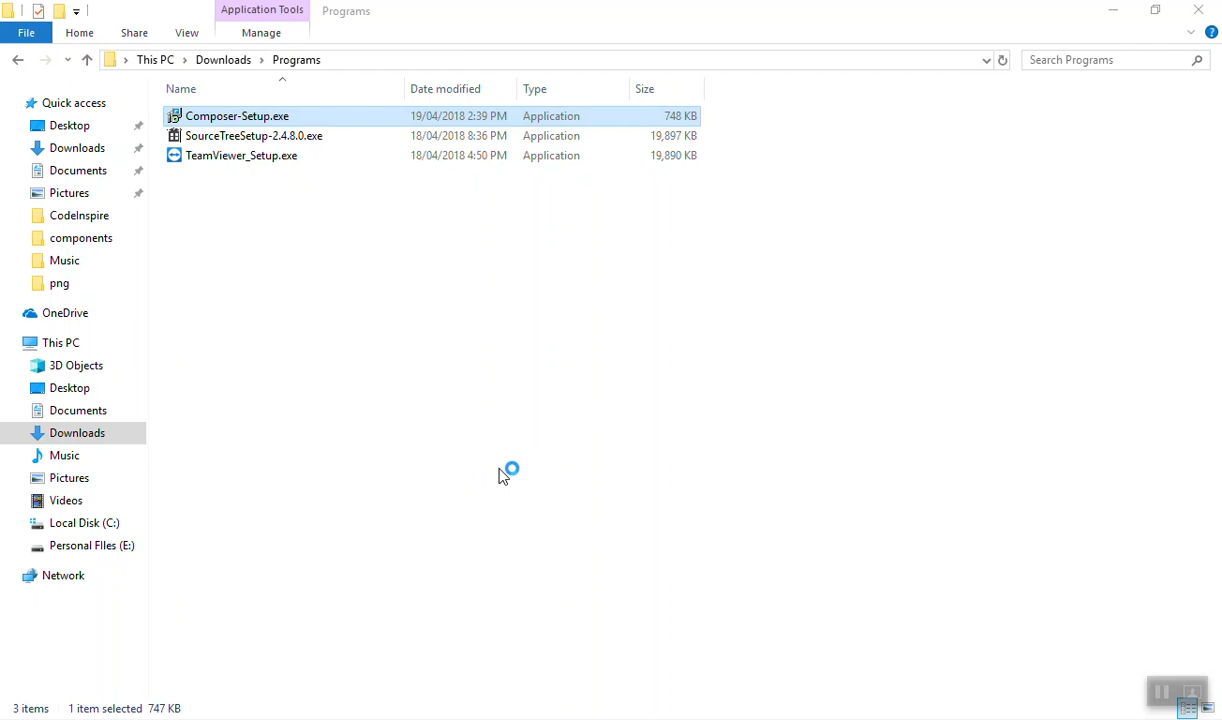 Application Tools
Programs
File
Home
Share
View
Manage
This PC > Downloads > Programs
Search Programs
Name
Date modified
Type
Size
Composer-Setup.exe 19/04/2018 2:39 PM Application 748 KB
SourceTreeSetup-2.4.8.0.exe 18/04/2018 8:36 PM Application 19,897 KB
TeamViewer_Setup.exe 18/04/2018 4:50 PM Application 19,890 KB
Quick access
Desktop
Downloads
Documents
Pictures
CodeInspire
components
Music
png
OneDrive
This PC
3D Objects
Desktop
Documents
Downloads
Music
Pictures
Videos
Local Disk (C:)
Personal FIles (E:)
Network
3 items 1 item selected 747 KB